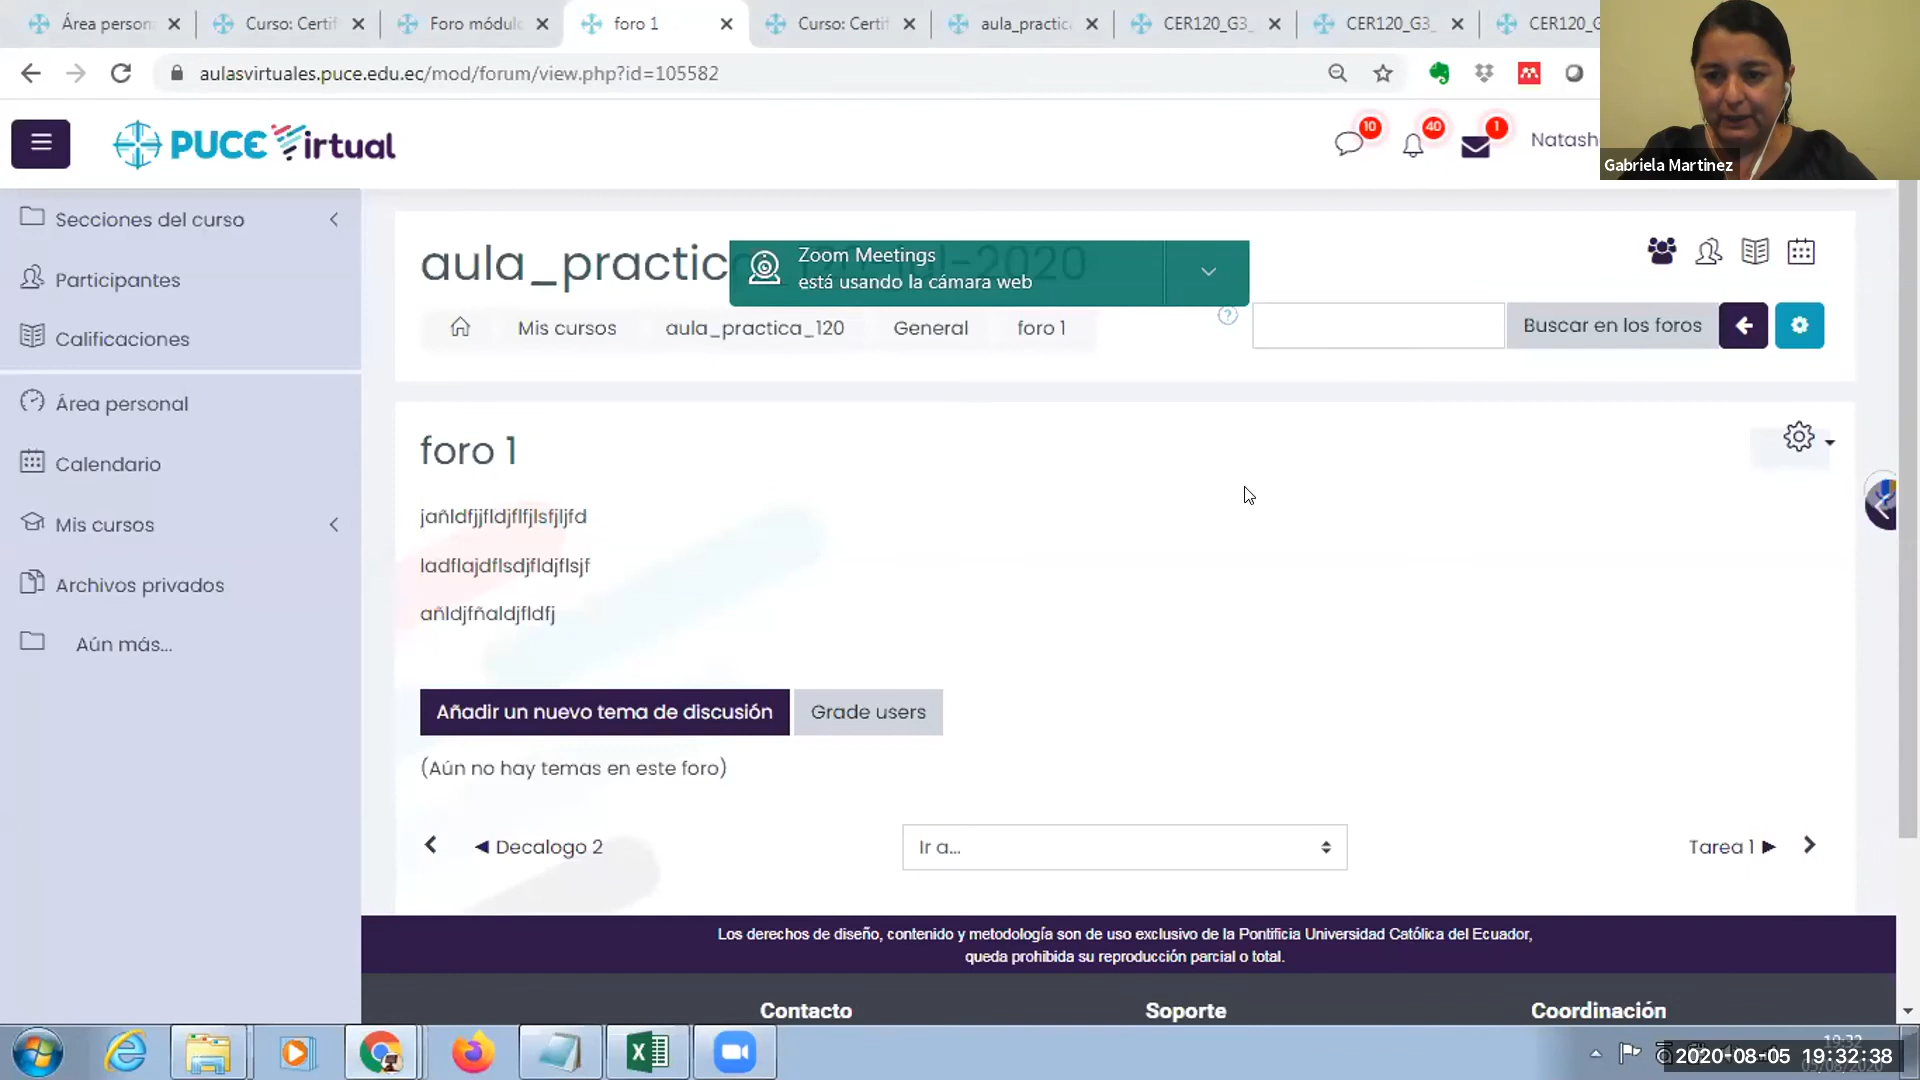 Área person
Curso: Certif
Foro módulo
foro 1
Curso: Certif
aula_practic
CER120_G3_
CER120_G3_
CER120_G
aulasvirtuales.puce.edu.ec/mod/forum/view.php?id=105582
PUCE Virtual
10
40
1
Natash
Gabriela Martinez
Secciones del curso
Participantes
Calificaciones
Área personal
Calendario
Mis cursos
Archivos privados
Aún más...
aula_practica
-2020
Zoom Meetings
está usando la cámara web
Mis cursos
aula_practica_120
General
foro 1
Buscar en los foros
foro 1
jañldfjjfldjflfjlsfjljfd
ladflajdflsdjfldjflsjf
añldjfñaldjfldfj
Añadir un nuevo tema de discusión
Grade users
(Aún no hay temas en este foro)
◄ Decalogo 2
Ir a...
Tarea 1 ►
Los derechos de diseño, contenido y metodología son de uso exclusivo de la Pontificia Universidad Católica del Ecuador,
queda prohibida su reproducción parcial o total.
Contacto
Soporte
Coordinación
19:32
2020-08-05 19:32:38